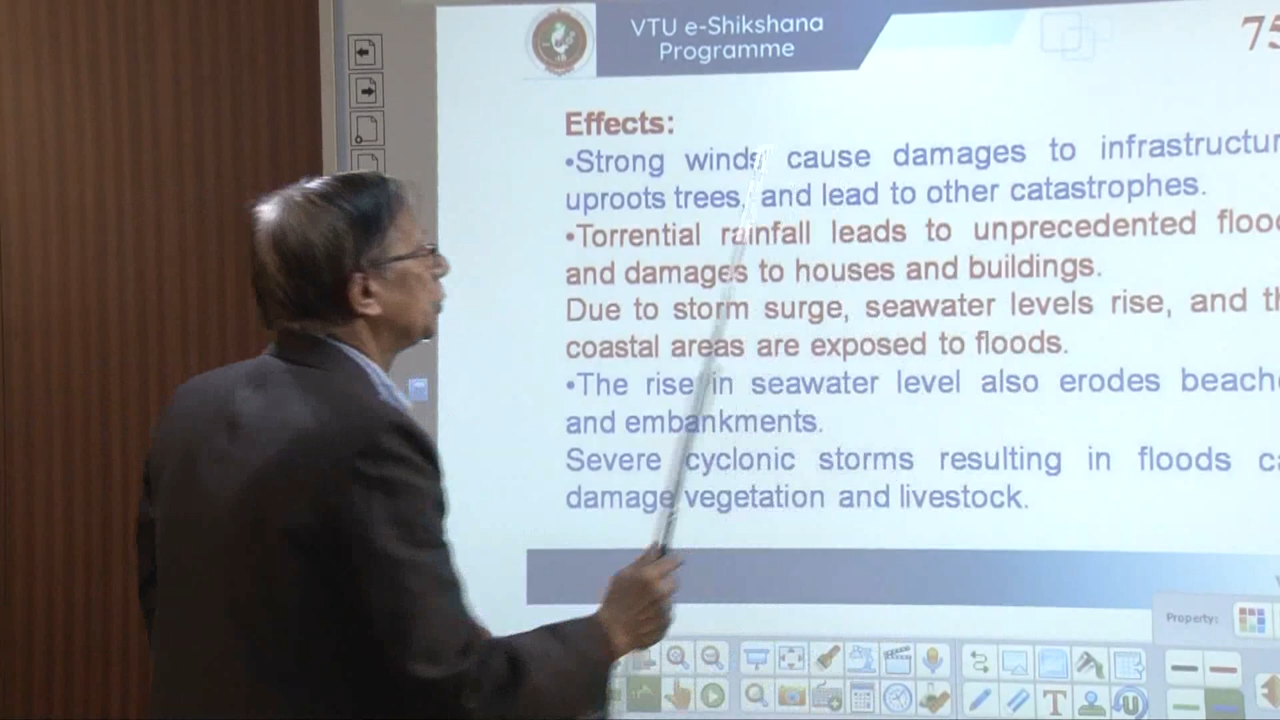 VTU e-Shikshana
Programme
75
Effects:
•Strong winds cause damages to infrastructur
uproots trees, and lead to other catastrophes.
•Torrential rainfall leads to unprecedented floo
and damages to houses and buildings.
Due to storm surge, seawater levels rise, and th
coastal areas are exposed to floods.
•The rise in seawater level also erodes beache
and embankments.
Severe cyclonic storms resulting in floods ca
damage vegetation and livestock.
Property: